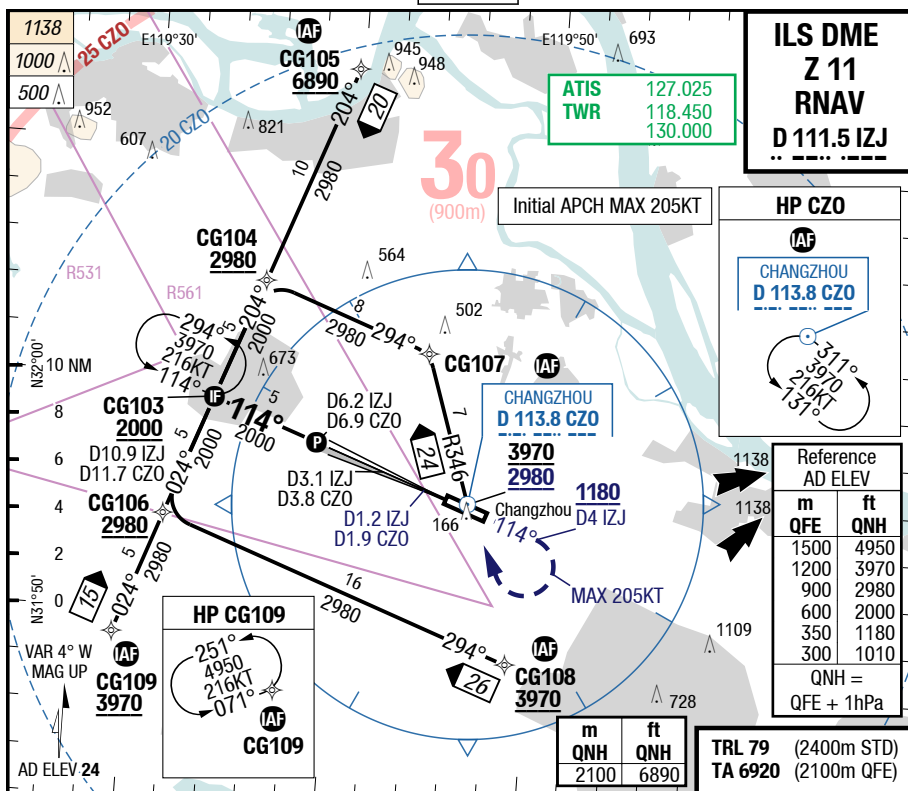 1138
1000
500
25 CZO
E119°30'
IAF
CG105
6890
945
948
E119°50'
693
ILS DME
Z 11
RNAV
D 111.5 IZJ
ATIS 127.025
TWR 118.450
130.000
952
607
20 CZO
821
204°
20
10
2980
30
(900m)
Initial APCH MAX 205KT
HP CZO
IAF
CHANGZHOU
D 113.8 CZO
311°
3970
216KT
131°
CG104
2980
564
R531
R561
204°
5
2000
8
2980
294°
502
CG107
294°
3970
216KT
114°
673
N32°00'
10 NM
8
6
4
2
0
N31°50'
IF
CG103
2000
D10.9 IZJ
D11.7 CZO
5
114°
2000
D6.2 IZJ
D6.9 CZO
P
D3.1 IZJ
D3.8 CZO
D1.2 IZJ
D1.9 CZO
7
R346
24
IAF
CHANGZHOU
D 113.8 CZO
3970
2980
1180
D4 IZJ
Changzhou
166
114°
MAX 205KT
5
2000
024°
CG106
2980
5
2980
024°
15
16
2980
294°
26
IAF
CG108
3970
IAF
CG109
3970
HP CG109
251°
4950
216KT
071°
IAF
CG109
VAR 4° W
MAG UP
AD ELEV 24
1138
1138
1109
728
Reference
AD ELEV
m ft
QFE QNH
1500 4950
1200 3970
900 2980
600 2000
350 1180
300 1010
QNH =
QFE + 1hPa
m ft
QNH QNH
2100 6890
TRL 79 (2400m STD)
TA 6920 (2100m QFE)